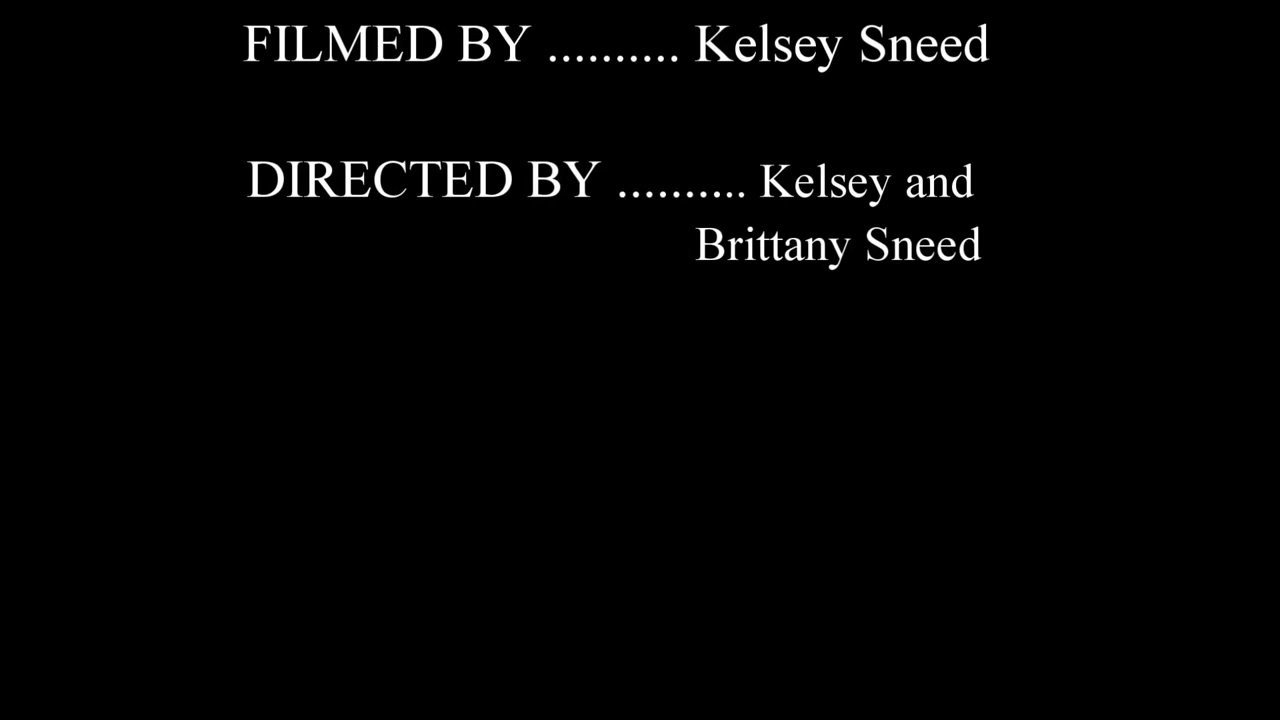 FILMED BY .......... Kelsey Sneed
DIRECTED BY .......... Kelsey and
Brittany Sneed